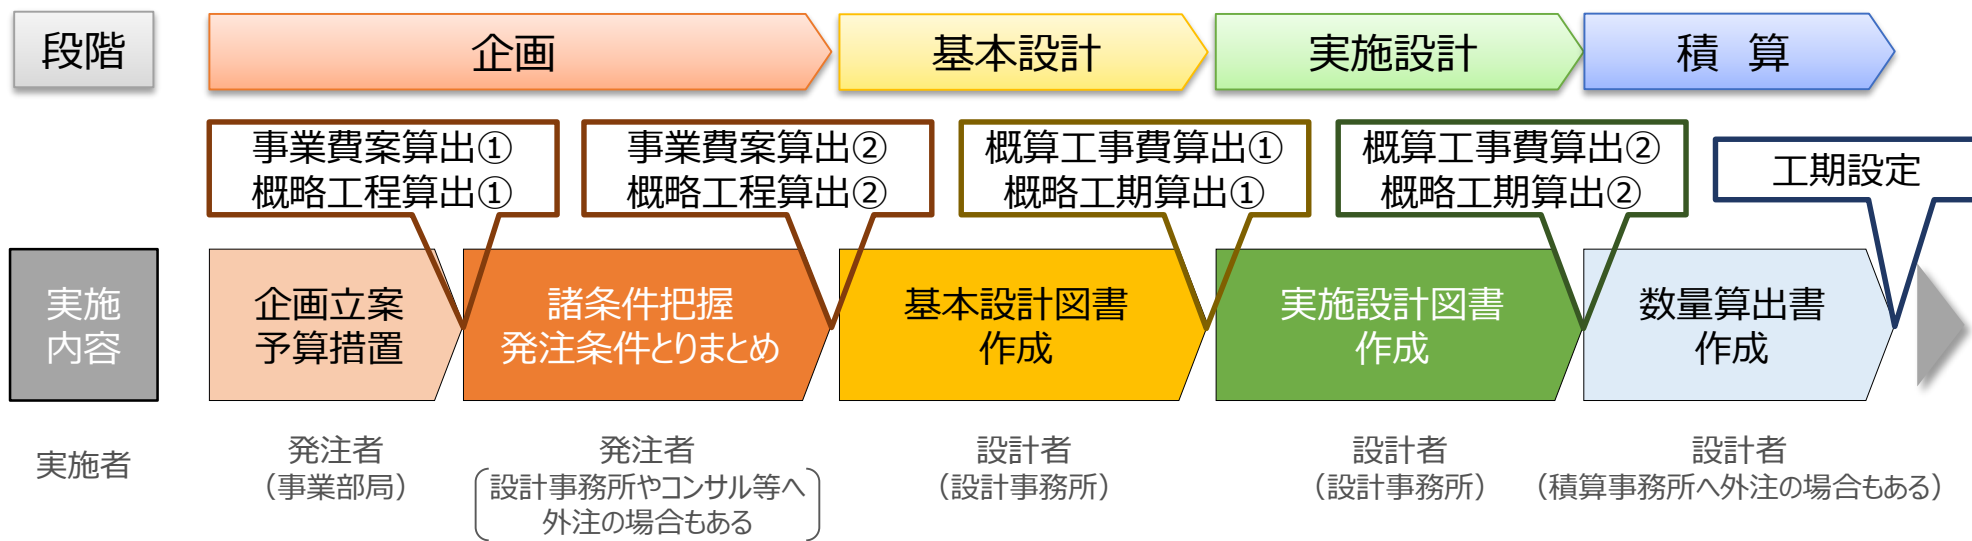 段階
企画
基本設計
実施設計
積　算
事業費案算出①
概略工程算出①
事業費案算出②
概略工程算出②
概算工事費算出①
概略工期算出①
概算工事費算出②
概略工期算出②
工期設定
実施
内容
企画立案
予算措置
諸条件把握
発注条件とりまとめ
基本設計図書
作成
実施設計図書
作成
数量算出書
作成
実施者
発注者
（事業部局）
発注者
設計事務所やコンサル等へ
外注の場合もある
設計者
（設計事務所）
設計者
（設計事務所）
設計者
（積算事務所へ外注の場合もある）